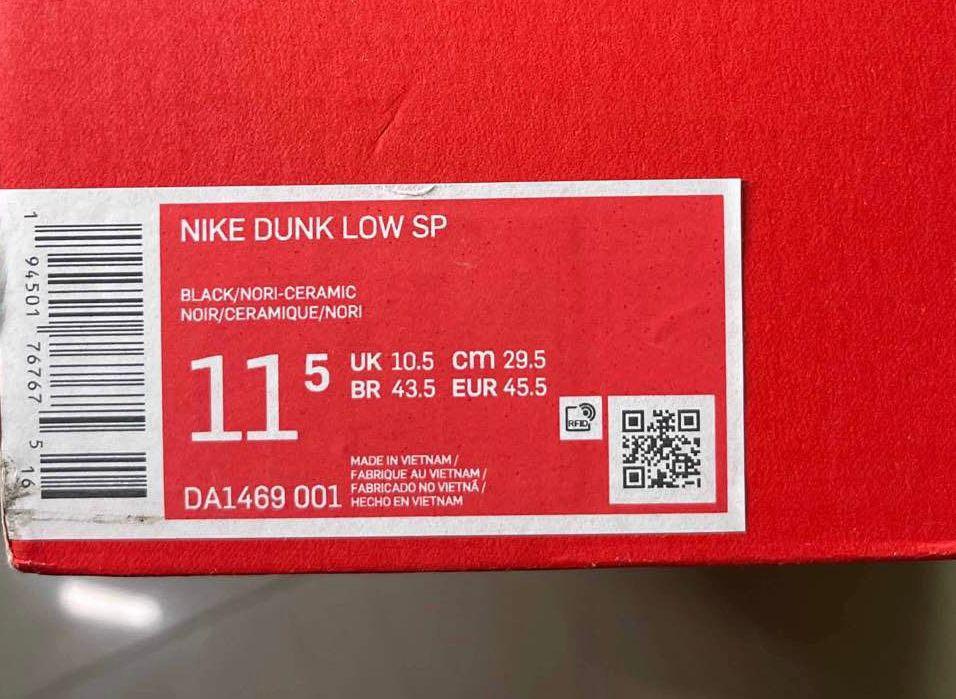 NIKE DUNK LOW SP
BLACK/NORI-CERAMIC
NOIR/CERAMIQUE/NORI
11 5
UK 10.5 cm 29.5
BR 43.5 EUR 45.5
RFID
MADE IN VIETNAM /
FABRIQUE AU VIETNAM /
FABRICADO NO VIETNÃ /
HECHO EN VIETNAM
DA1469 001
1 94501 76767 5 16